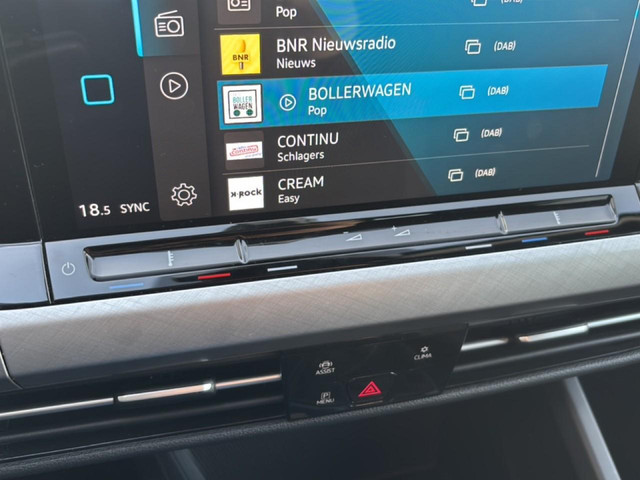 Pop
(DAB)
BNR
BNR Nieuwsradio
Nieuws
(DAB)
BOLLER
WAGEN
BOLLERWAGEN
Pop
(DAB)
CONTINU
Schlagers
(DAB)
K-ROCK
CREAM
Easy
(DAB)
18.5 SYNC
ASSIST
CLIMA
P
MENU